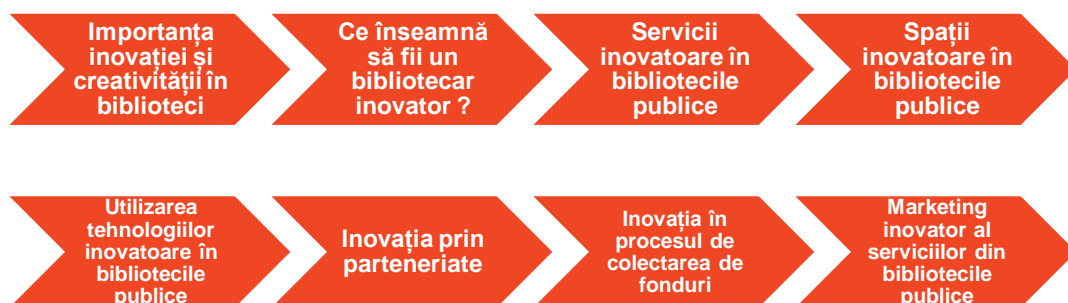 Importanța
inovației și
creativității în
biblioteci
Ce înseamnă
să fii un
bibliotecar
inovator ?
Servicii
inovatoare în
bibliotecile
publice
Spații
inovatoare în
bibliotecile
publice
Utilizarea
tehnologiilor
inovatoare în
bibliotecile
publice
Inovația prin
parteneriate
Inovația în
procesul de
colectarea de
fonduri
Marketing
inovator al
serviciilor din
bibliotecile
publice